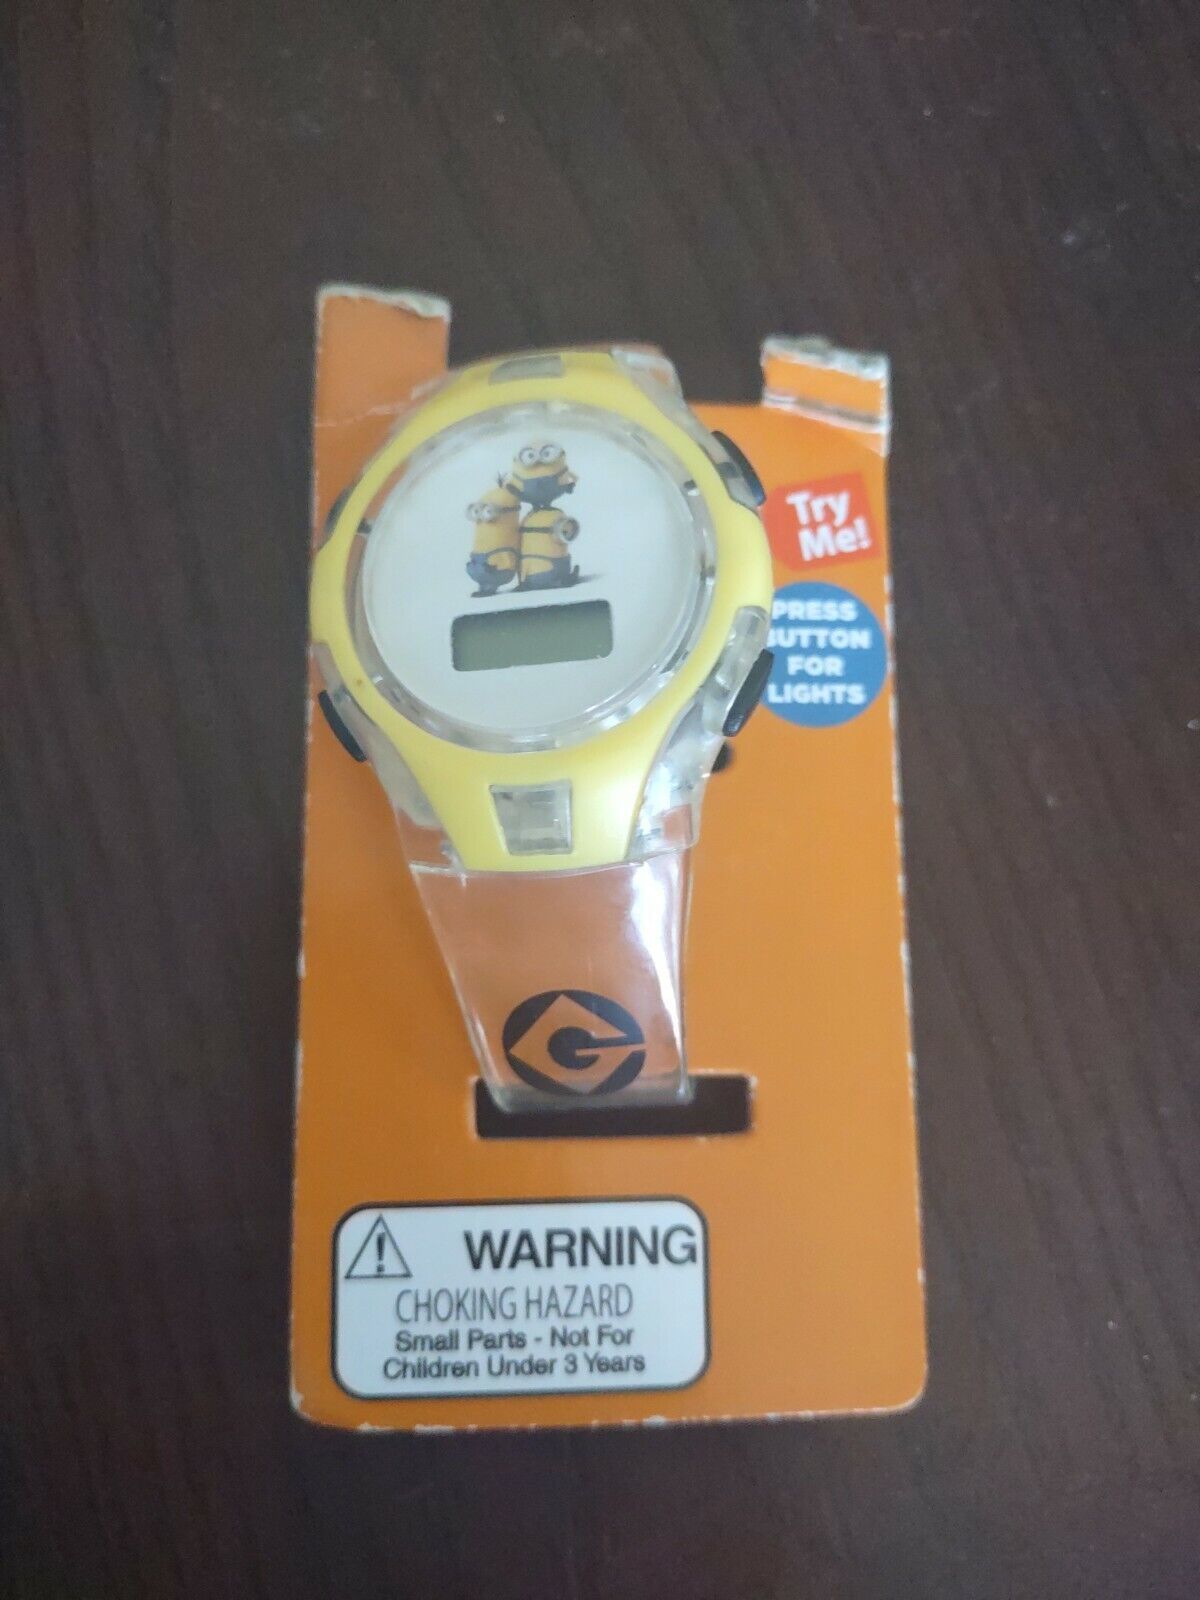 Try
Me!
PRESS
BUTTON
FOR
LIGHTS
G
WARNING
CHOKING HAZARD
Small Parts - Not For
Children Under 3 Years